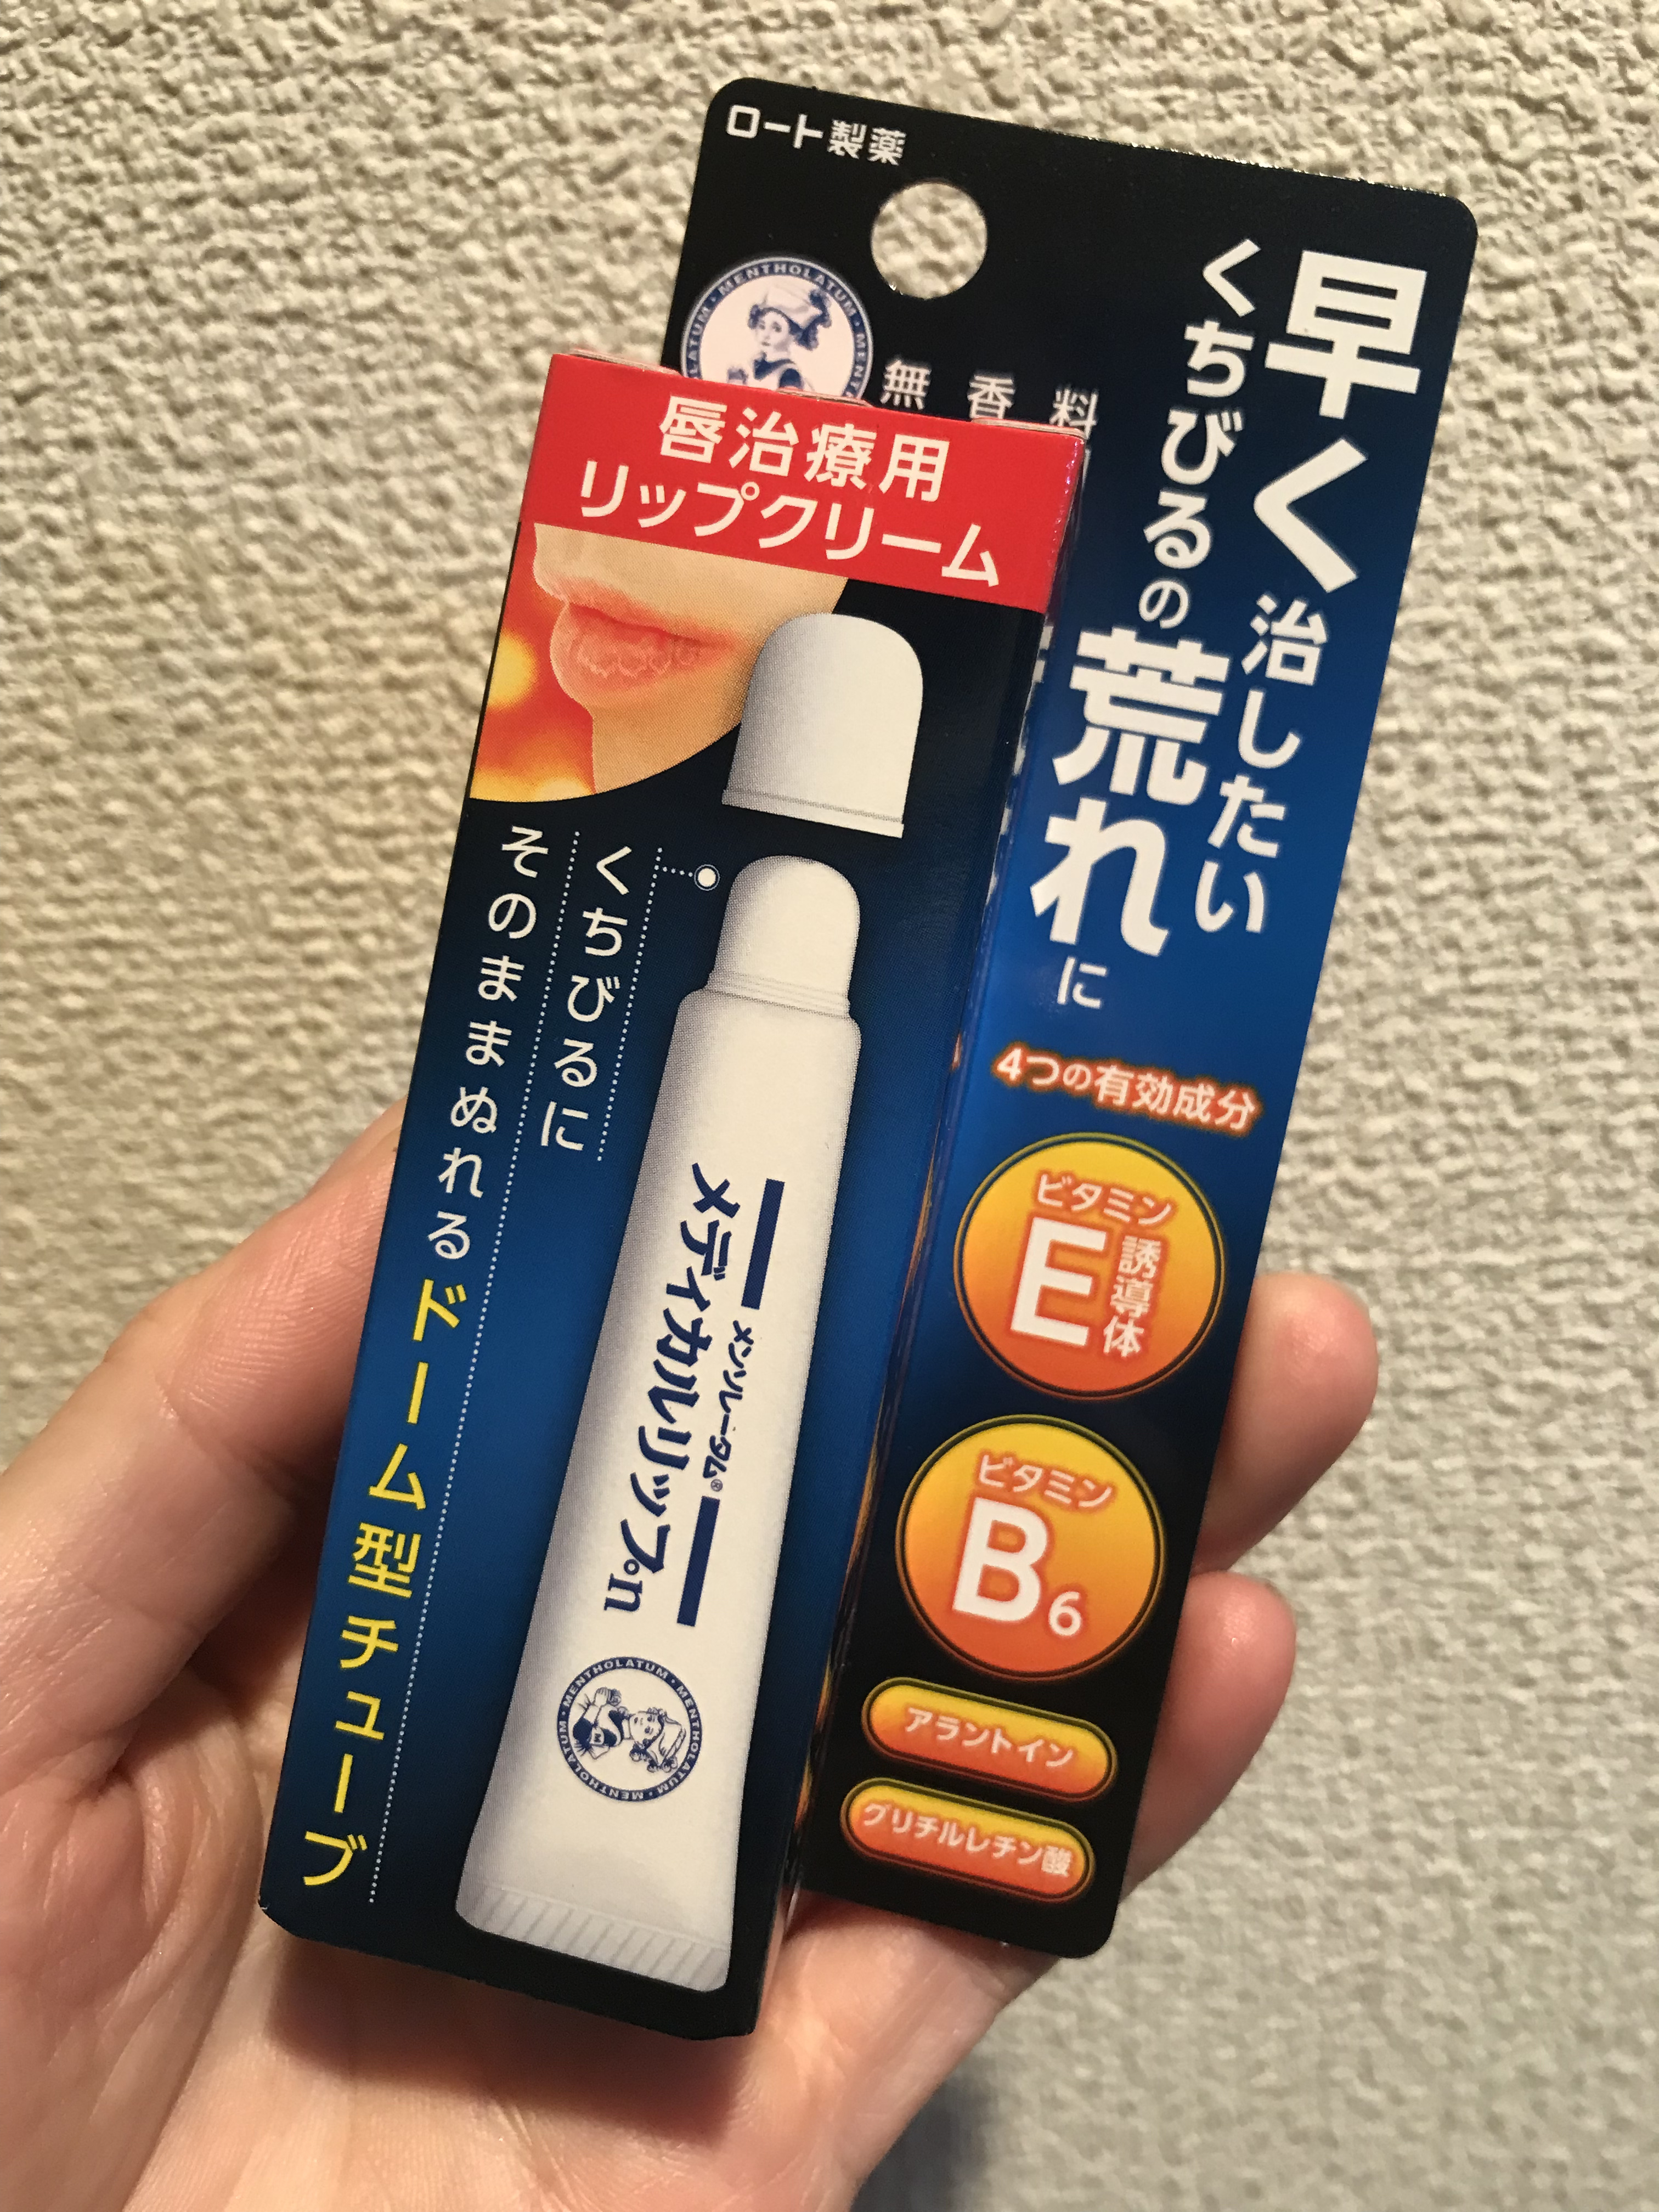 ロート製薬
MENTHOLATUM
無香料
早く治したい
くちびるの荒れに
唇治療用
リップクリーム
くちびるに
そのままぬれるドーム型チューブ
メンソレータム®
メディカルリップn
MENTHOLATUM・MENTHOLATUM・MENTHOLATUM・
4つの有効成分
ビタミン
E誘導体
ビタミン
B6
アラントイン
グリチルレチン酸